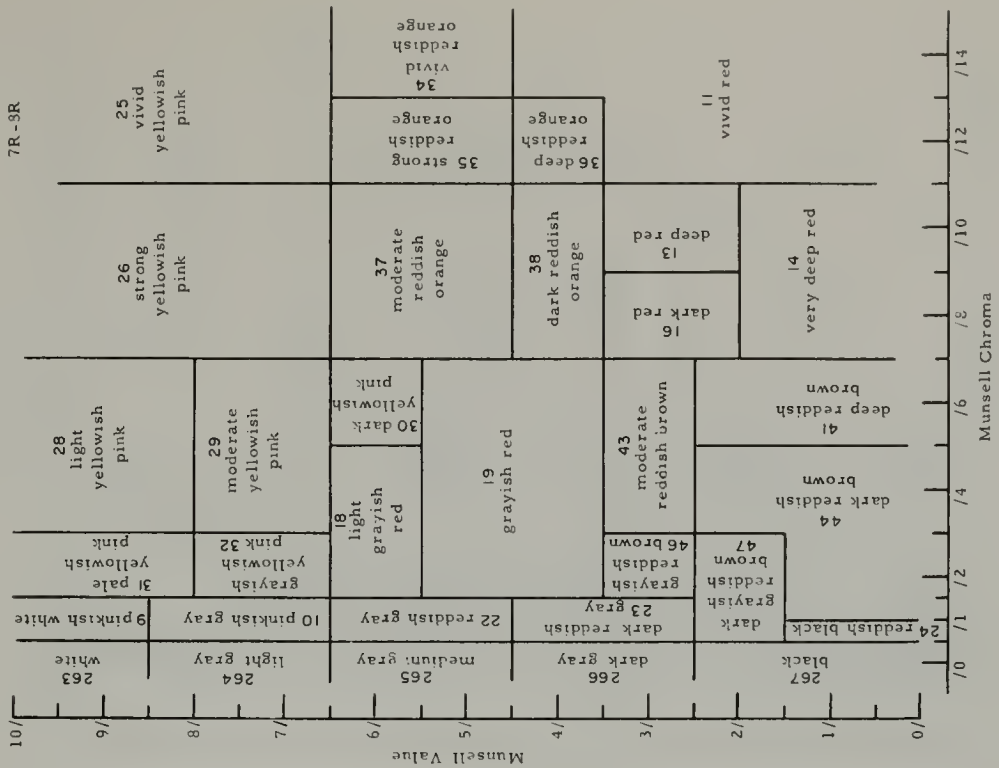 7R-8R
25
vivid
yellowish
pink
34
vivid
reddish
orange
11
vivid red
35 strong
reddish
orange
36 deep
reddish
orange
26
strong
yellowish
pink
37
moderate
reddish
orange
38
dark reddish
orange
13
deep red
16
dark red
14
very deep red
28
light
yellowish
pink
29
moderate
yellowish
pink
30 dark
yellowish
pink
18
light
grayish
red
19
grayish red
43
moderate
reddish brown
41
deep reddish
brown
44
dark reddish
brown
31 pale
yellowish
pink
grayish
yellowish
pink 32
grayish
reddish
46 brown
dark
grayish
reddish
brown
47
9 pinkish white
10 pinkish gray
22 reddish gray
dark reddish
23 gray
24 reddish black
263
white
264
light gray
265
medium gray
266
dark gray
267
black
10/
9/
8/
7/
6/
5/
4/
3/
2/
1/
0/
Munsell Value
/0
/1
/2
/4
/6
/8
/10
/12
/14
Munsell Chroma